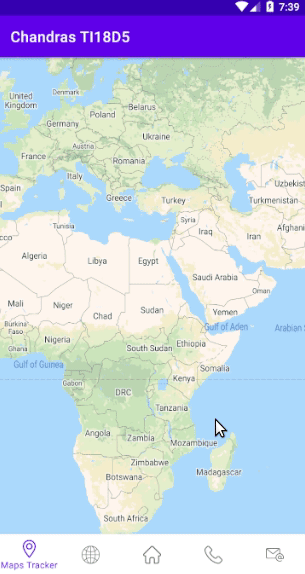 7:39
Chandras TI18D5
United
Kingdom
Denmark
Belarus
Poland
Germany
Ukraine
Austria
France
Romania
Italy
Spain
Greece
Turkey
Uzbekist
Turkmenistan
Tunisia
Syria
Iraq
Iran
Afghani
cco
Algeria
Libya
Egypt
Saudi Arabia
Oman
Mali
Niger
Chad
Sudan
Yemen
Burkina
Faso
Gulf of Aden
Arabian S
Ghana
Nigeria
South Sudan
Ethiopia
Somalia
Gulf of Guinea
Gabon
Kenya
DRC
Tanzania
Angola
Zambia
Mozambique
Zimbabwe
Madagascar
Botswana
South Africa
Maps Tracker